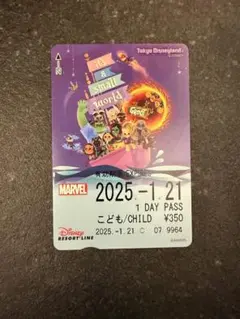 Tokyo Disneyland
it's
a
small
world
MARVEL
2025.-1.21
1 DAY PASS
こども/CHILD ¥350
Disney
RESORT LINE
2025.-1.21 C 07 9964